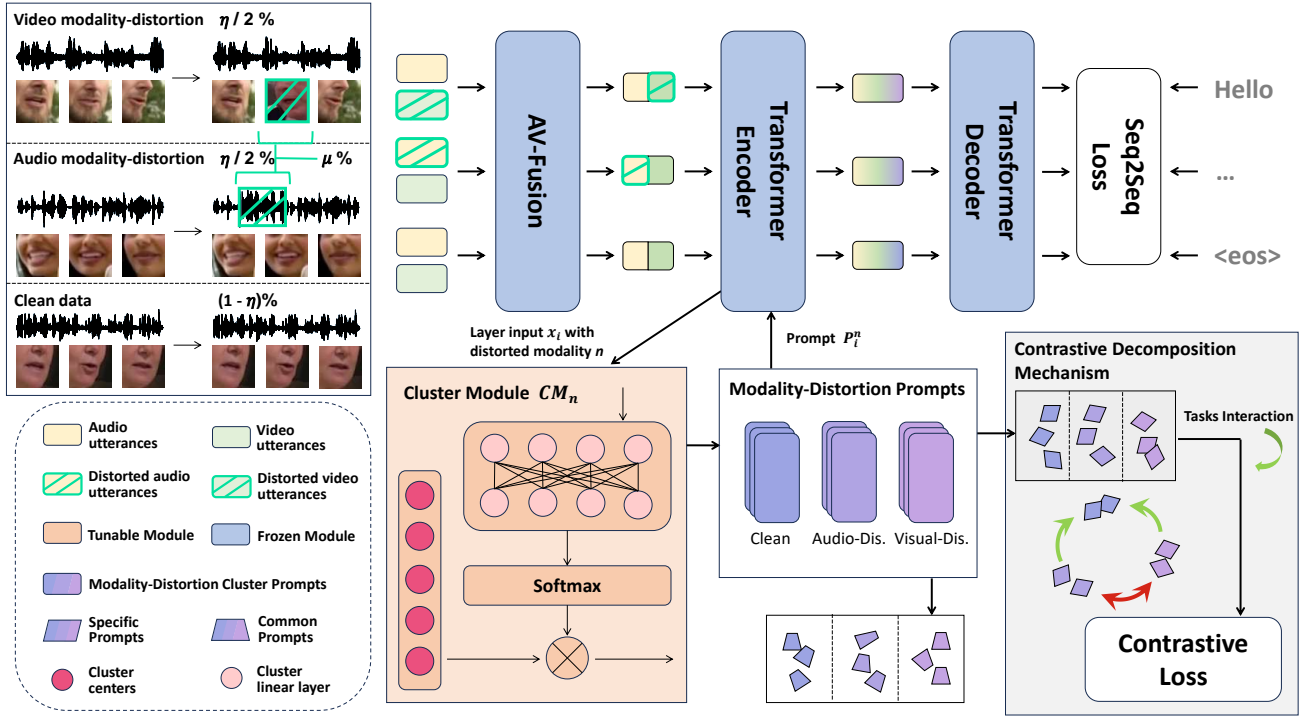 Video modality-distortion η / 2 %
Audio modality-distortion η / 2 % μ %
Clean data (1 - η)%
Audio
utterances
Video
utterances
Distorted audio
utterances
Distorted video
utterances
Tunable Module
Frozen Module
Modality-Distortion Cluster Prompts
Specific
Prompts
Common
Prompts
Cluster
centers
Cluster
linear layer
AV-Fusion
Transformer
Encoder
Transformer
Decoder
Seq2Seq
Loss
Hello
...
<eos>
Layer input x_i with
distorted modality n
Prompt P_i^n
Cluster Module CM_n
Softmax
Modality-Distortion Prompts
Clean
Audio-Dis.
Visual-Dis.
Contrastive Decomposition
Mechanism
Tasks Interaction
Contrastive
Loss